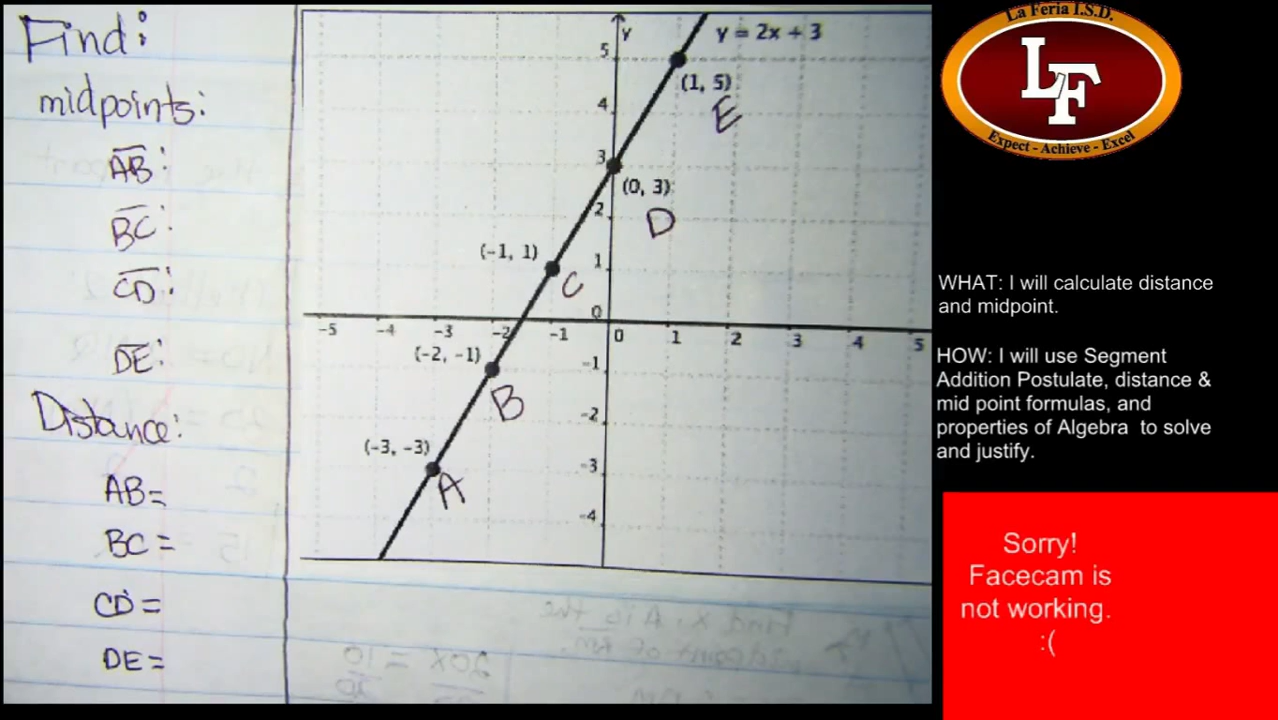 Find:
midpoints:
AB:
BC:
CD:
DE:
Distance:
AB=
BC=
CD=
DE=
y
y = 2x + 3
5
(1, 5)
E
4
3
(0, 3)
2
D
(-1, 1)
1
C
0
-5 -4 -3 -2 -1 0 1 2 3 4 5
(-2, -1)
-1
B
-2
(-3, -3)
-3
A
-4
20x = 10
La Feria I.S.D.
LF
Expect - Achieve - Excel
WHAT: I will calculate distance
and midpoint.
HOW: I will use Segment
Addition Postulate, distance &
mid point formulas, and
properties of Algebra to solve
and justify.
Sorry!
Facecam is
not working.
:(